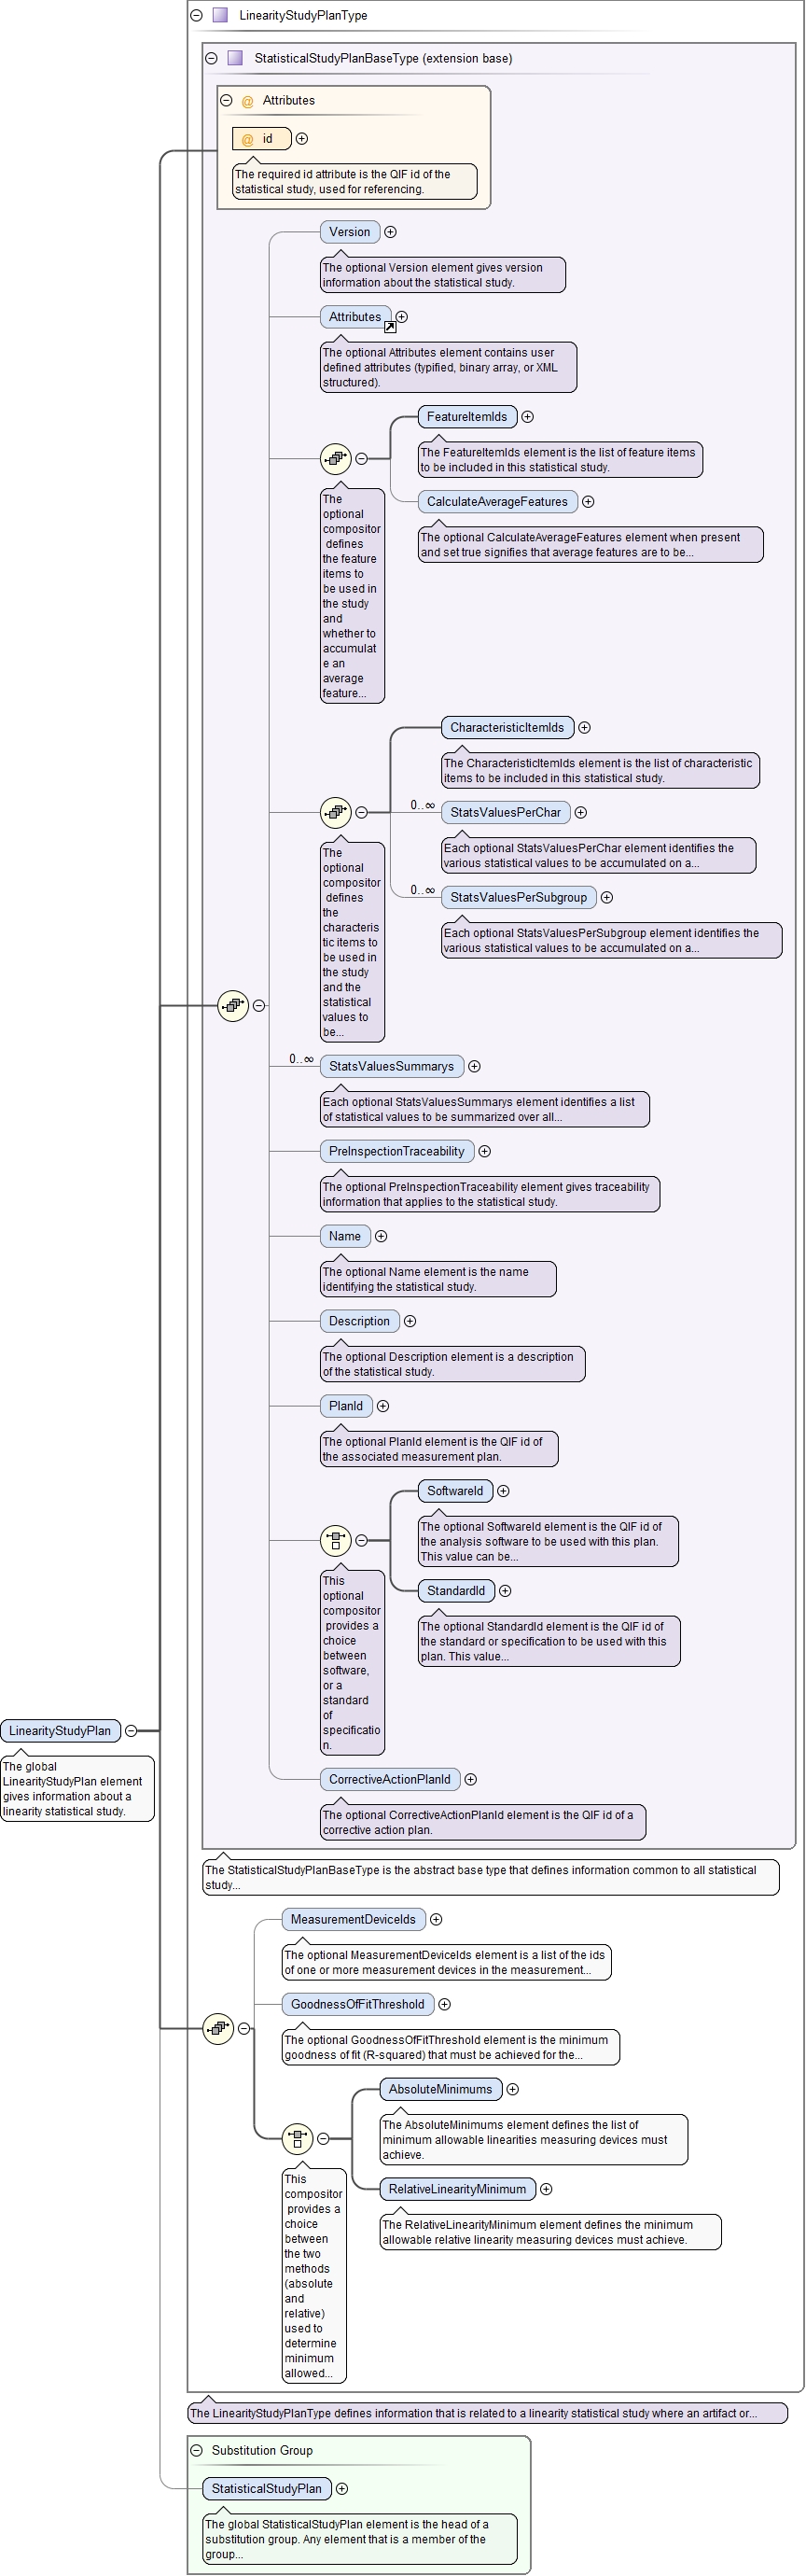 LinearityStudyPlanType
StatisticalStudyPlanBaseType (extension base)
@ Attributes
@ id
The required id attribute is the QIF id of the
statistical study, used for referencing.
Version
The optional Version element gives version
information about the statistical study.
Attributes
The optional Attributes element contains user
defined attributes (typified, binary array, or XML
structured).
FeatureItemIds
The FeatureItemIds element is the list of feature items
to be included in this statistical study.
CalculateAverageFeatures
The optional CalculateAverageFeatures element when present
and set true signifies that average features are to be...
The
optional
compositor
defines
the feature
items to
be used in
the study
and
whether to
accumulat
e an
average
feature...
CharacteristicItemIds
The CharacteristicItemIds element is the list of characteristic
items to be included in this statistical study.
0..∞
StatsValuesPerChar
Each optional StatsValuesPerChar element identifies the
various statistical values to be accumulated on a...
0..∞
StatsValuesPerSubgroup
Each optional StatsValuesPerSubgroup element identifies the
various statistical values to be accumulated on a...
The
optional
compositor
defines
the
characteris
tic items to
be used in
the study
and the
statistical
values to
be...
0..∞
StatsValuesSummarys
Each optional StatsValuesSummarys element identifies a list
of statistical values to be summarized over all...
PreInspectionTraceability
The optional PreInspectionTraceability element gives traceability
information that applies to the statistical study.
Name
The optional Name element is the name
identifying the statistical study.
Description
The optional Description element is a description
of the statistical study.
PlanId
The optional PlanId element is the QIF id of
the associated measurement plan.
SoftwareId
The optional SoftwareId element is the QIF id of
the analysis software to be used with this plan.
This value can be...
StandardId
The optional StandardId element is the QIF id of
the standard or specification to be used with this
plan. This value...
This
optional
compositor
provides a
choice
between
software,
or a
standard
of
specificatio
n.
LinearityStudyPlan
The global
LinearityStudyPlan element
gives information about a
linearity statistical study.
CorrectiveActionPlanId
The optional CorrectiveActionPlanId element is the QIF id of a
corrective action plan.
The StatisticalStudyPlanBaseType is the abstract base type that defines information common to all statistical
study...
MeasurementDeviceIds
The optional MeasurementDeviceIds element is a list of the ids
of one or more measurement devices in the measurement...
GoodnessOfFitThreshold
The optional GoodnessOfFitThreshold element is the minimum
goodness of fit (R-squared) that must be achieved for the...
AbsoluteMinimums
The AbsoluteMinimums element defines the list of
minimum allowable linearities measuring devices must
achieve.
RelativeLinearityMinimum
The RelativeLinearityMinimum element defines the minimum
allowable relative linearity measuring devices must achieve.
This
compositor
provides a
choice
between
the two
methods
(absolute
and
relative)
used to
determine
minimum
allowed...
The LinearityStudyPlanType defines information that is related to a linearity statistical study where an artifact or...
Substitution Group
StatisticalStudyPlan
The global StatisticalStudyPlan element is the head of a
substitution group. Any element that is a member of the
group...